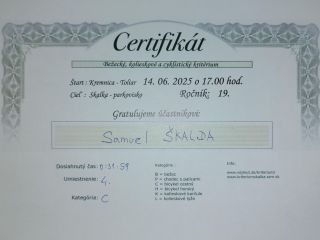 Certifikát
Bežecké, kolieskové a cyklistické kritérium
Štart : Kremnica - Toliar 14. 06. 2025 o 17.00 hod.
Cieľ : Skalka - parkovisko Ročník: 19.
Gratulujeme účastníkovi:
Samuel ŠKALDA
Dosiahnutý čas: 0:31:59
Umiestnenie: 4.
Kategória: C
Kategórie :
B = bežec
P = chodec s palicami
C = bicykel cestný
H = bicykel horský
K = kolieskové korčule
L = kolieskové lyže